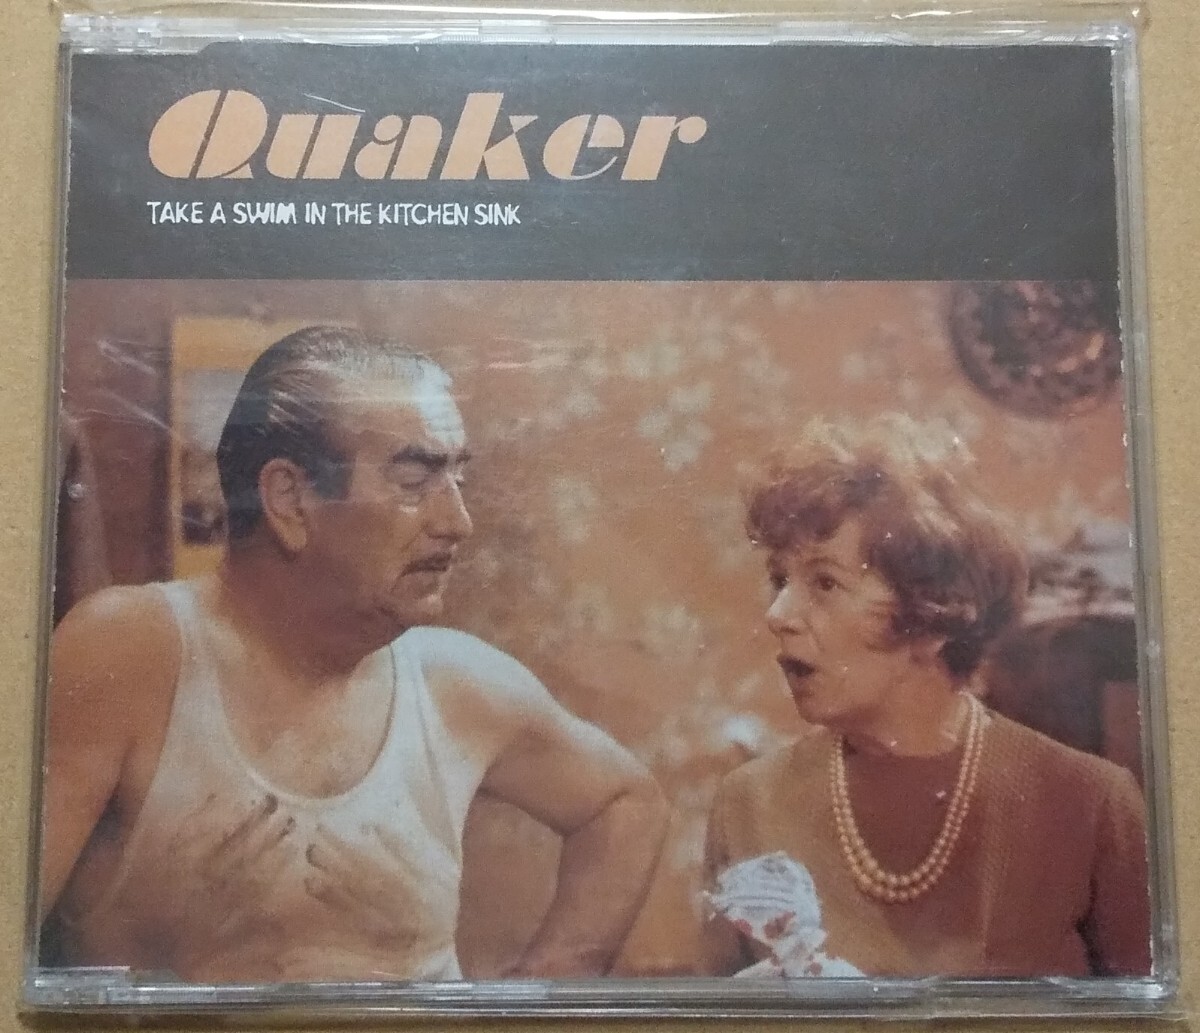 Quaker
TAKE A SWIM IN THE KITCHEN SINK